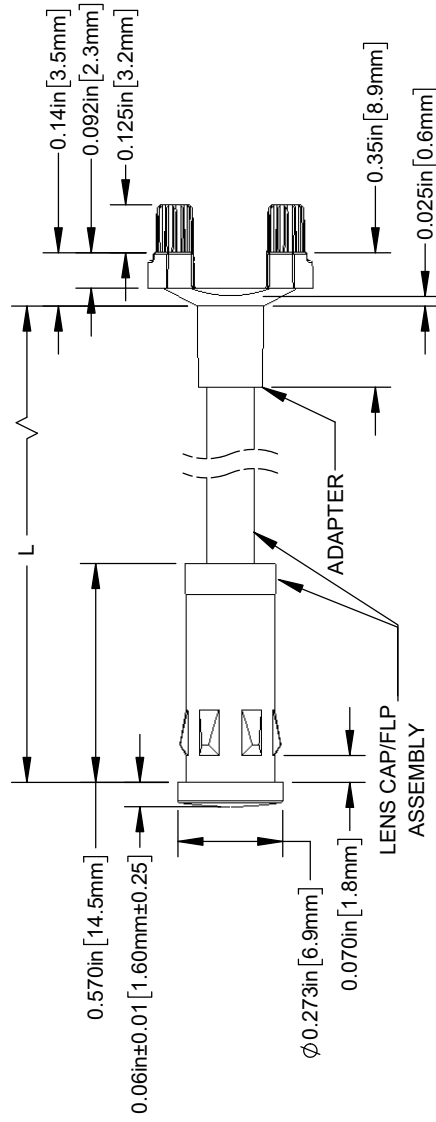 L
0.570in [14.5mm]
0.06in±0.01 [1.60mm±0.25]
Ø0.273in [6.9mm]
0.070in [1.8mm]
LENS CAP/FLP
ASSEMBLY
ADAPTER
0.14in [3.5mm]
0.092in [2.3mm]
0.125in [3.2mm]
0.35in [8.9mm]
0.025in [0.6mm]